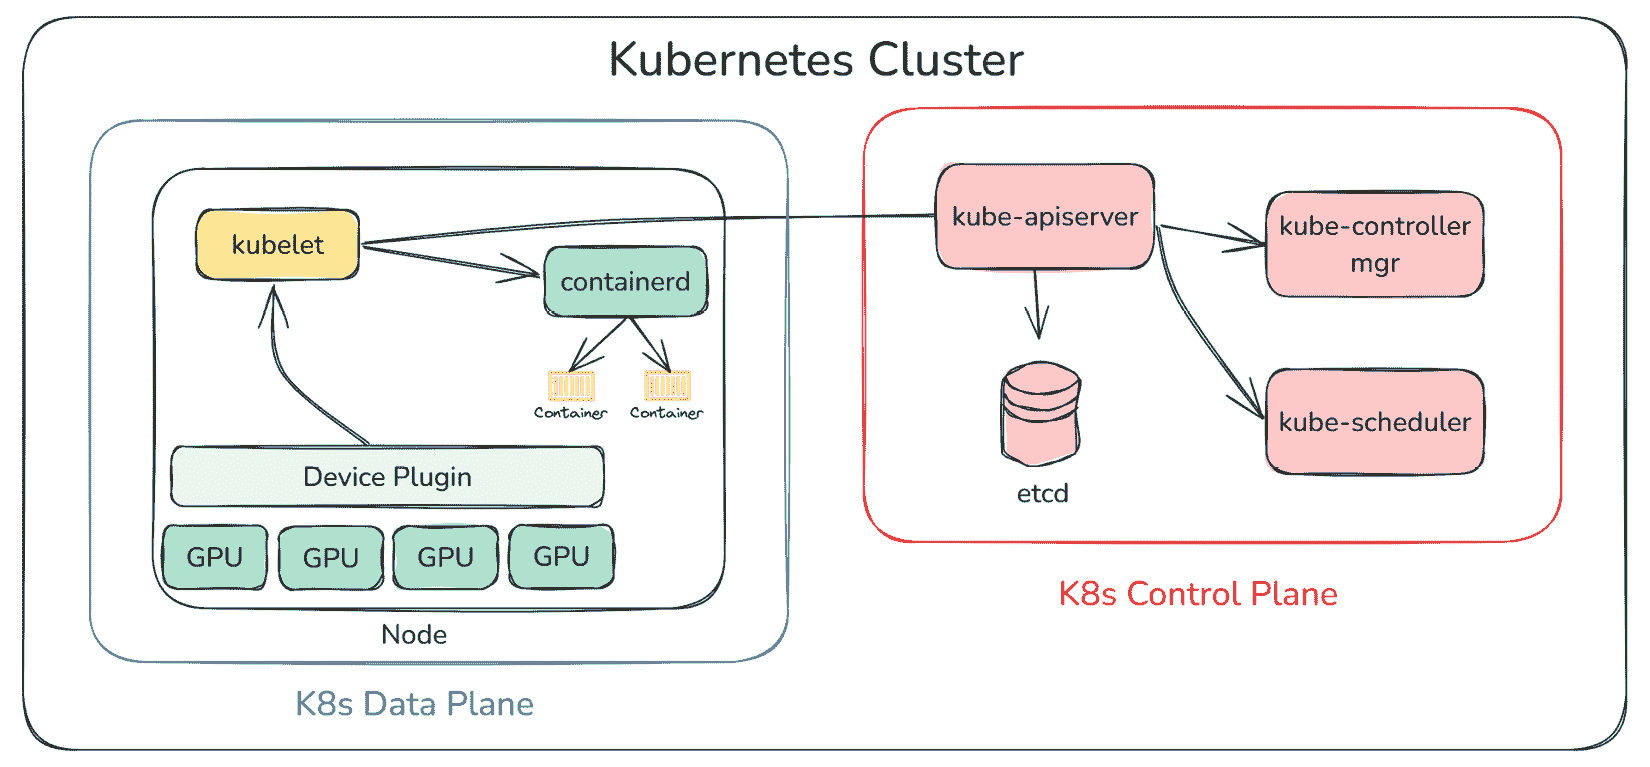 Kubernetes Cluster
kubelet
containerd
Container
Container
Device Plugin
GPU
GPU
GPU
GPU
Node
K8s Data Plane
kube-apiserver
kube-controller
mgr
etcd
kube-scheduler
K8s Control Plane